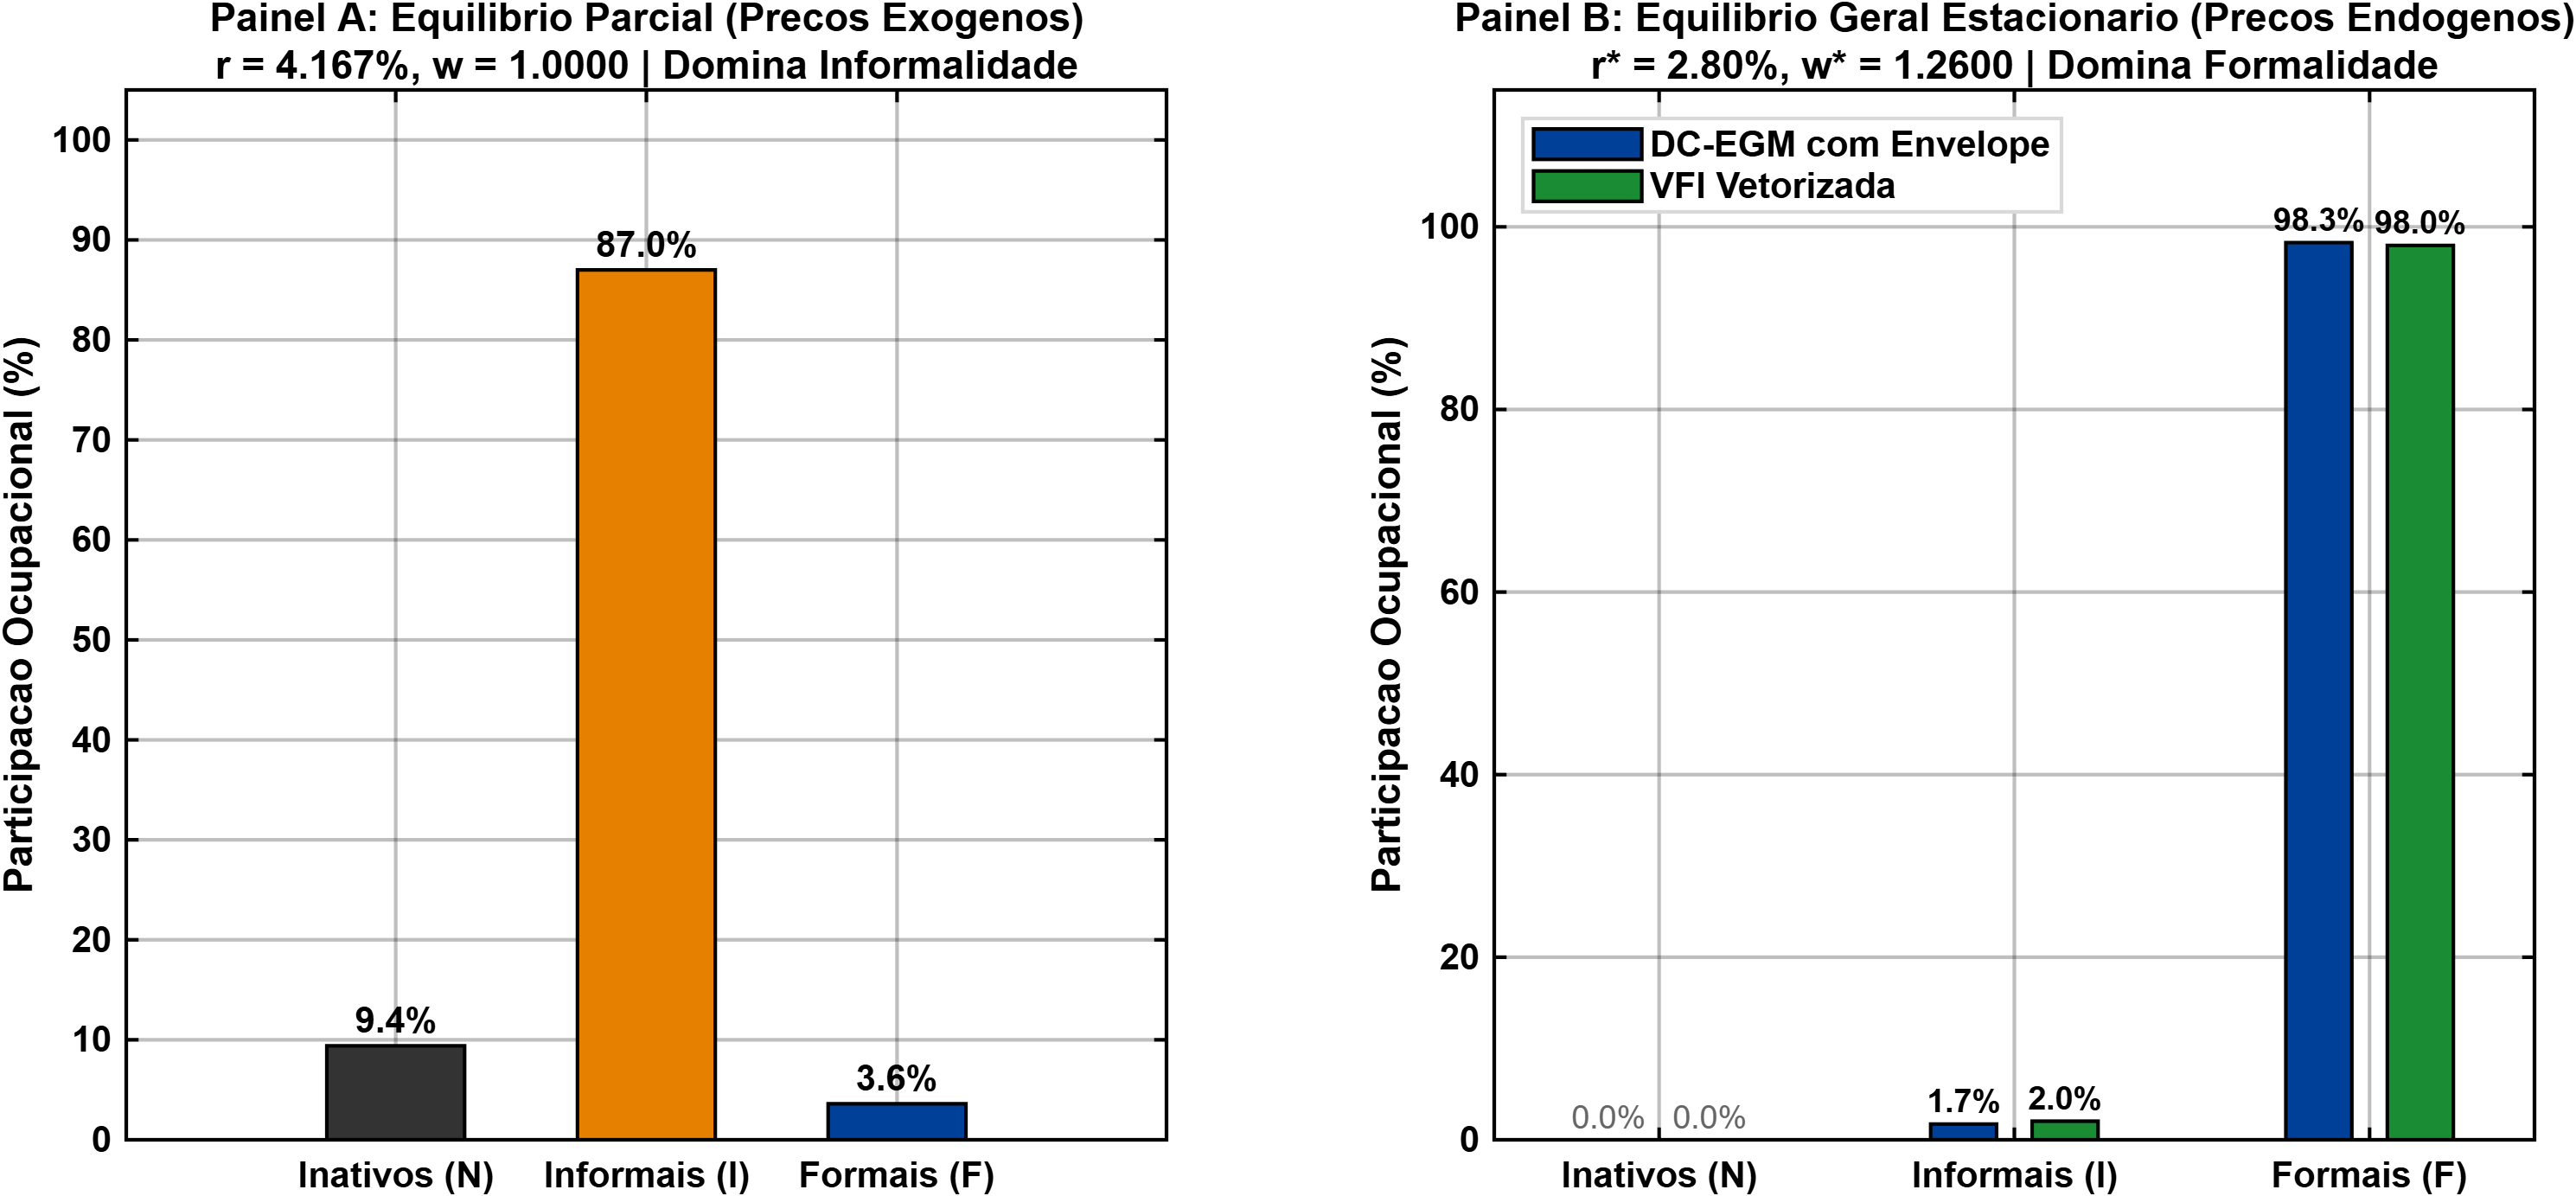 Painel A: Equilibrio Parcial (Precos Exogenos)
r = 4.167%, w = 1.0000 | Domina Informalidade
Participacao Ocupacional (%)
100
90
80
70
60
50
40
30
20
10
0
9.4%
87.0%
3.6%
Inativos (N)
Informais (I)
Formais (F)
Painel B: Equilibrio Geral Estacionario (Precos Endogenos)
r* = 2.80%, w* = 1.2600 | Domina Formalidade
DC-EGM com Envelope
VFI Vetorizada
Participacao Ocupacional (%)
100
80
60
40
20
0
0.0%
0.0%
1.7%
2.0%
98.3%
98.0%
Inativos (N)
Informais (I)
Formais (F)